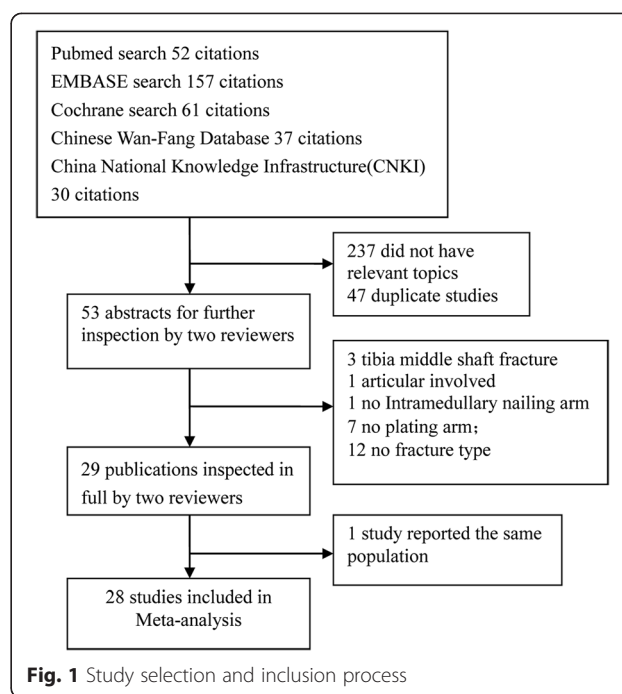 Pubmed search 52 citations
EMBASE search 157 citations
Cochrane search 61 citations
Chinese Wan-Fang Database 37 citations
China National Knowledge Infrastructure(CNKI)
30 citations
237 did not have
relevant topics
47 duplicate studies
53 abstracts for further
inspection by two reviewers
3 tibia middle shaft fracture
1 articular involved
1 no Intramedullary nailing arm
7 no plating arm；
12 no fracture type
29 publications inspected in
full by two reviewers
1 study reported the same
population
28 studies included in
Meta-analysis
Fig. 1 Study selection and inclusion process